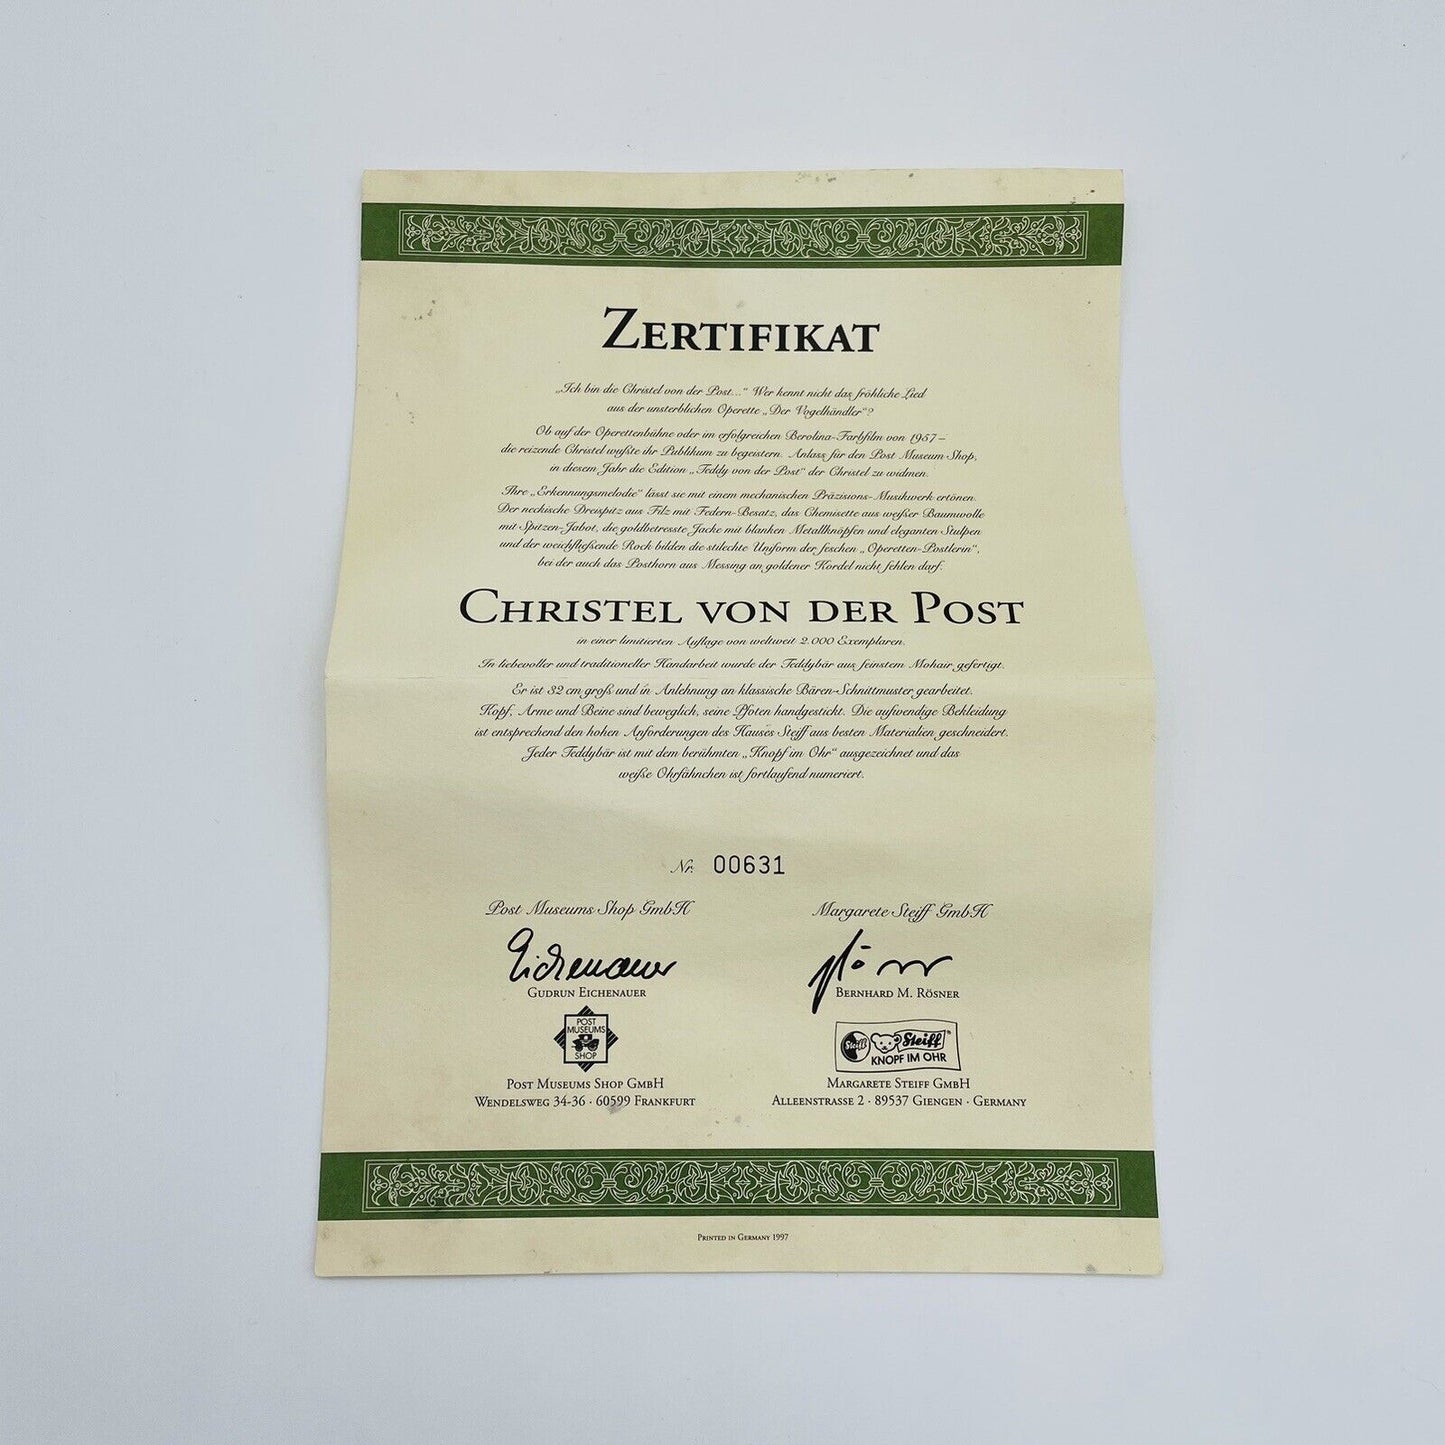 ZERTIFIKAT
„Ich bin die Christel von der Post...“ Wer kennt nicht das fröhliche Lied
aus der unsterblichen Operette „Der Vogelhändler“?
Ob auf der Operettenbühne oder im erfolgreichen Berolina-Farbfilm von 1957 –
die reizende Christel wußte ihr Publikum zu begeistern. Anlass für den Post Museum Shop,
in diesem Jahr die Edition „Teddy von der Post“ der Christel zu widmen.
Ihre „Erkennungsmelodie“ lässt sie mit einem mechanischen Präzisions-Musikwerk ertönen.
Der neckische Dreispitz aus Filz mit Federn-Besatz, das Chemisette aus weißer Baumwolle
mit Spitzen-Jabot, die goldbetresste Jacke mit blanken Metallknöpfen und eleganten Stulpen
und der weichfließende Rock bilden die stilechte Uniform der feschen „Operetten-Postlerin“,
bei der auch das Posthorn aus Messing an goldener Kordel nicht fehlen darf.
CHRISTEL VON DER POST
in einer limitierten Auflage von weltweit 2.000 Exemplaren.
In liebevoller und traditioneller Handarbeit wurde der Teddybär aus feinstem Mohair gefertigt.
Er ist 32 cm groß und in Anlehnung an klassische Bären-Schnittmuster gearbeitet.
Kopf, Arme und Beine sind beweglich, seine Pfoten handgestickt. Die aufwendige Bekleidung
ist entsprechend den hohen Anforderungen des Hauses Steiff aus besten Materialien geschneidert.
Jeder Teddybär ist mit dem berühmten „Knopf im Ohr“ ausgezeichnet und das
weiße Ohrfähnchen ist fortlaufend numeriert.
Nr. 00631
Post Museums Shop GmbH
Margarete Steiff GmbH
Eichenauer
GUDRUN EICHENAUER
BERNHARD M. RÖSNER
POST
MUSEUMS
SHOP
Steiff
Steiff
KNOPF IM OHR
POST MUSEUMS SHOP GMBH
WENDELSWEG 34-36 · 60599 FRANKFURT
MARGARETE STEIFF GMBH
ALLEENSTRASSE 2 · 89537 GIENGEN · GERMANY
PRINTED IN GERMANY 1997